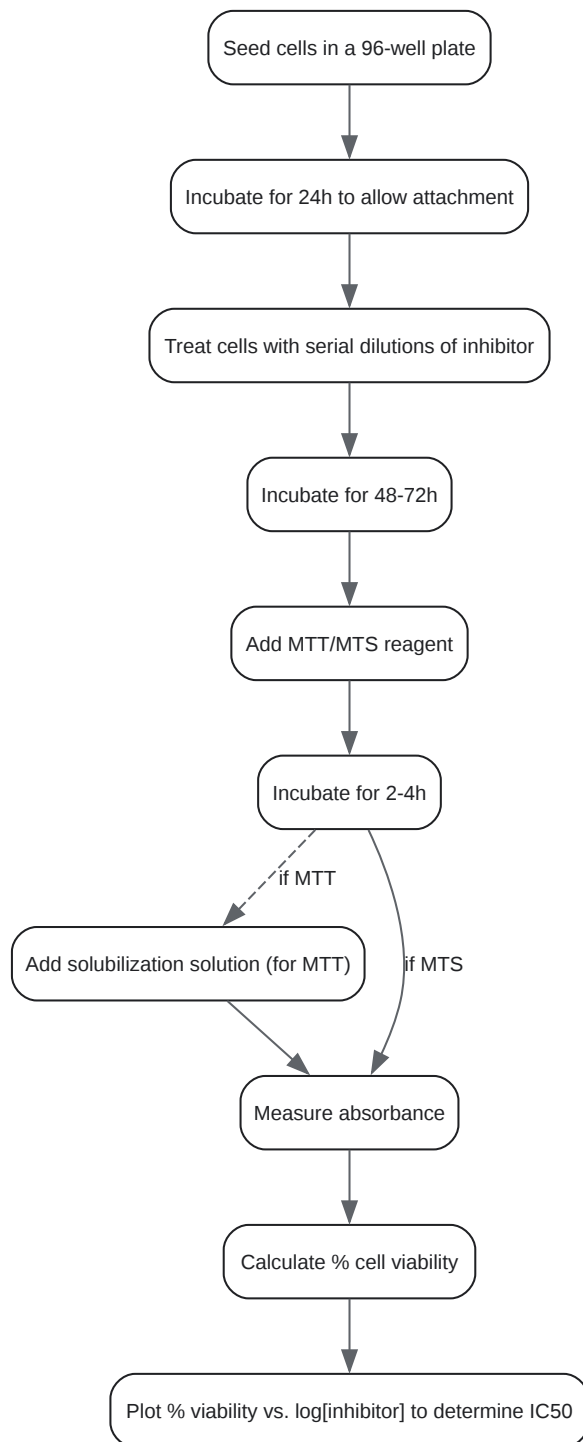 Seed cells in a 96-well plate
Incubate for 24h to allow attachment
Treat cells with serial dilutions of inhibitor
Incubate for 48-72h
Add MTT/MTS reagent
Incubate for 2-4h
if MTT
Add solubilization solution (for MTT)
if MTS
Measure absorbance
Calculate % cell viability
Plot % viability vs. log[inhibitor] to determine IC50